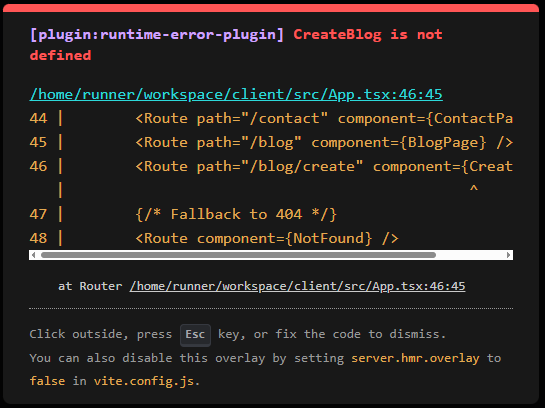 [plugin:runtime-error-plugin] CreateBlog is not
defined
/home/runner/workspace/client/src/App.tsx:46:45
44 |        <Route path="/contact" component={ContactPa
45 |        <Route path="/blog" component={BlogPage} />
46 |        <Route path="/blog/create" component={Creat
   |                                             ^
47 |        {/* Fallback to 404 */}
48 |        <Route component={NotFound} />
at Router /home/runner/workspace/client/src/App.tsx:46:45
Click outside, press Esc key, or fix the code to dismiss.
You can also disable this overlay by setting server.hmr.overlay to
false in vite.config.js.